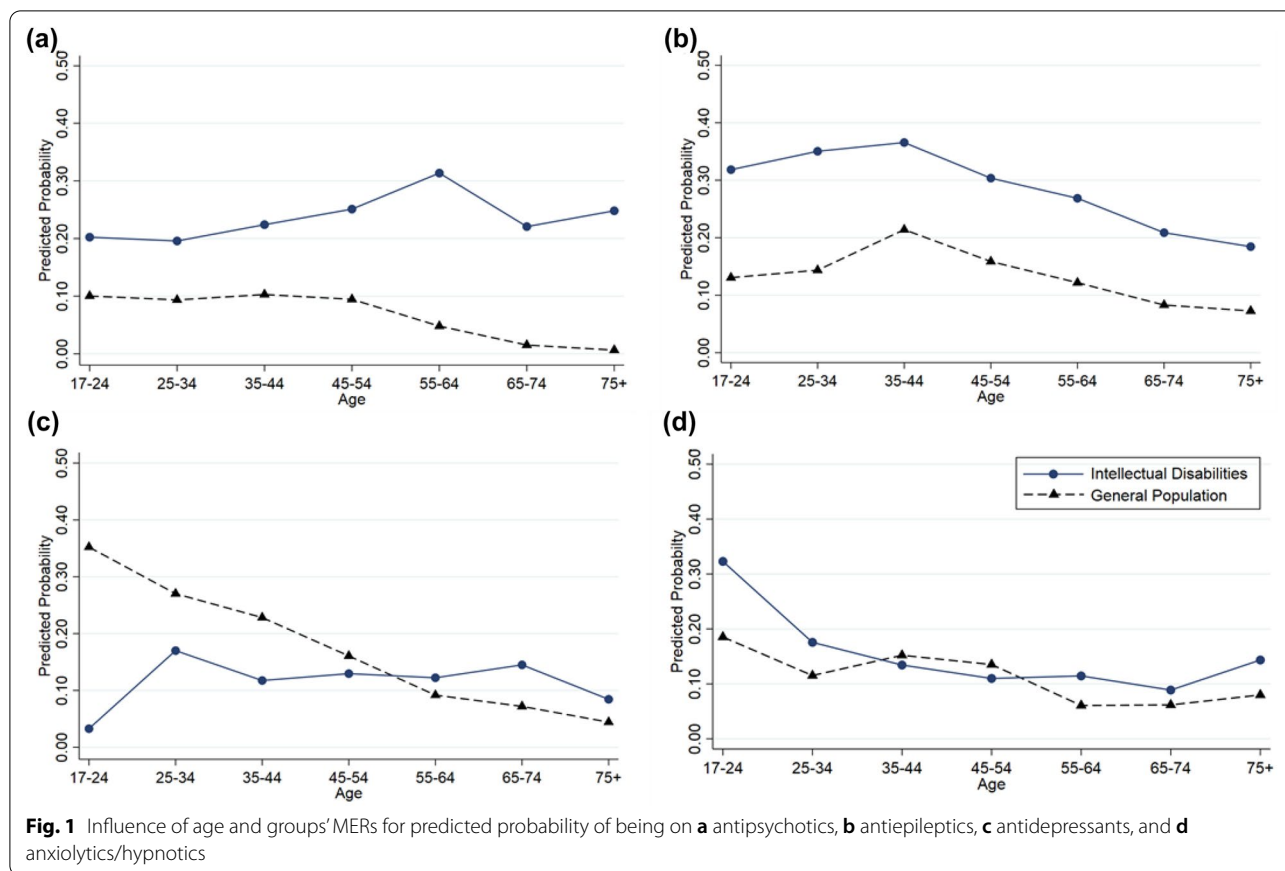 (a)
0.50
0.40
0.30
0.20
0.10
0.00
Predicted Probability
17-24 25-34 35-44 45-54 55-64 65-74 75+
Age
(b)
0.50
0.40
0.30
0.20
0.10
0.00
Predicted Probability
17-24 25-34 35-44 45-54 55-64 65-74 75+
Age
(c)
0.50
0.40
0.30
0.20
0.10
0.00
Predicted Probability
17-24 25-34 35-44 45-54 55-64 65-74 75+
Age
(d)
0.50
0.40
0.30
0.20
0.10
0.00
Predicted Probability
Intellectual Disabilities
General Population
17-24 25-34 35-44 45-54 55-64 65-74 75+
Age
Fig. 1 Influence of age and groups' MERs for predicted probability of being on a antipsychotics, b antiepileptics, c antidepressants, and d
anxiolytics/hypnotics